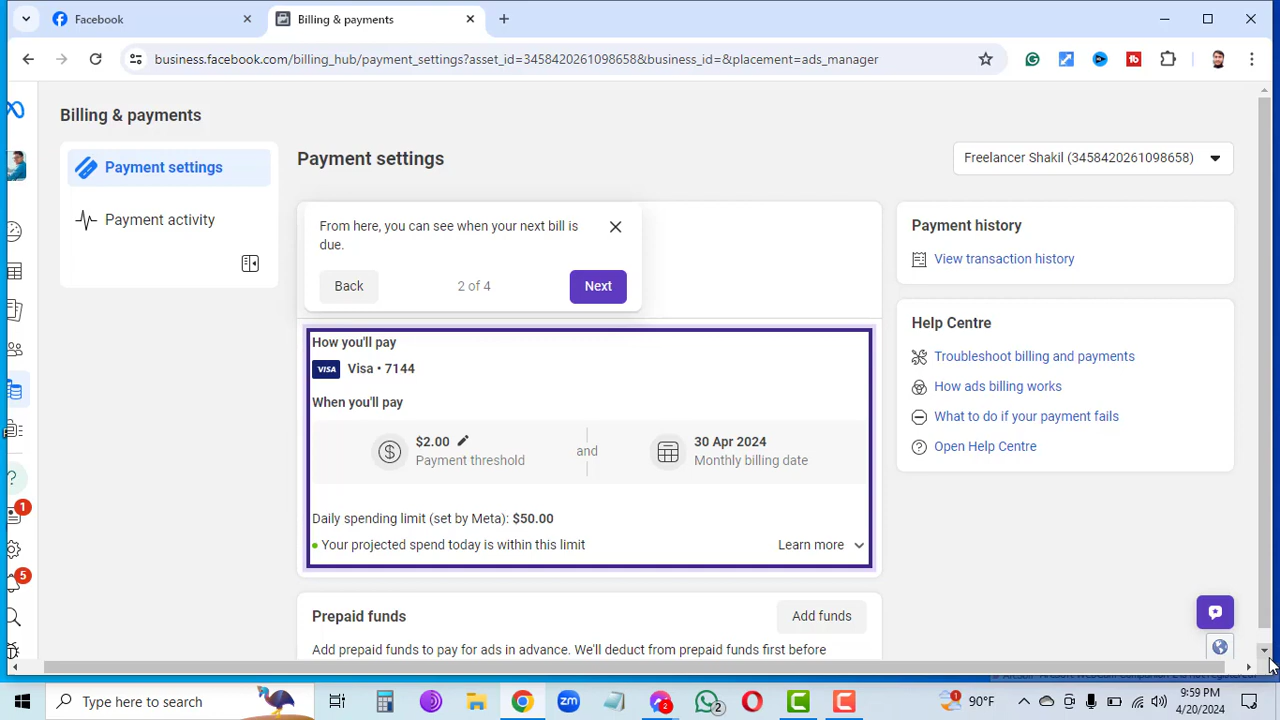 Facebook
Billing & payments
business.facebook.com/billing_hub/payment_settings?asset_id=3458420261098658&business_id=&placement=ads_manager
Billing & payments
Payment settings
Payment activity
Payment settings
Freelancer Shakil (3458420261098658)
From here, you can see when your next bill is
due.
Back
2 of 4
Next
How you'll pay
VISA Visa • 7144
When you'll pay
$2.00
Payment threshold
and
30 Apr 2024
Monthly billing date
Daily spending limit (set by Meta): $50.00
Your projected spend today is within this limit
Learn more
Prepaid funds
Add funds
Add prepaid funds to pay for ads in advance. We'll deduct from prepaid funds first before
Payment history
View transaction history
Help Centre
Troubleshoot billing and payments
How ads billing works
What to do if your payment fails
Open Help Centre
1
5
Type here to search
zm
2
2
90°F
9:59 PM
4/20/2024